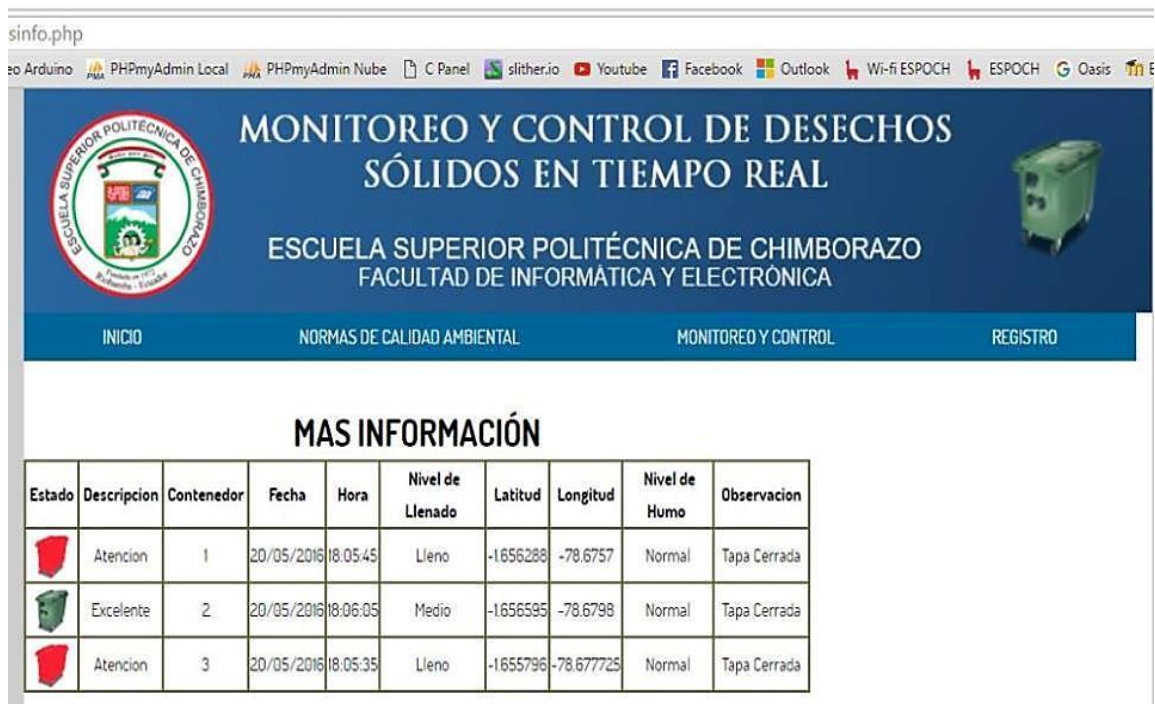 sinfo.php
eo Arduino PHPmyAdmin Local PHPmyAdmin Nube C Panel slither.io Youtube Facebook Outlook Wi-fi ESPOCH ESPOCH Oasis E
ESCUELA SUPERIOR POLITÉCNICA DE CHIMBORAZO
MONITOREO Y CONTROL DE DESECHOS
SÓLIDOS EN TIEMPO REAL
ESCUELA SUPERIOR POLITÉCNICA DE CHIMBORAZO
FACULTAD DE INFORMÁTICA Y ELECTRÓNICA
INICIO NORMAS DE CALIDAD AMBIENTAL MONITOREO Y CONTROL REGISTRO
MAS INFORMACIÓN
Estado Descripcion Contenedor Fecha Hora Nivel de Llenado Latitud Longitud Nivel de Humo Observacion
Atencion 1 20/05/2016 18:05:45 Lleno -1.656288 -78.6757 Normal Tapa Cerrada
Excelente 2 20/05/2016 18:06:05 Medio -1.656595 -78.6798 Normal Tapa Cerrada
Atencion 3 20/05/2016 18:05:35 Lleno -1.655796 -78.677725 Normal Tapa Cerrada